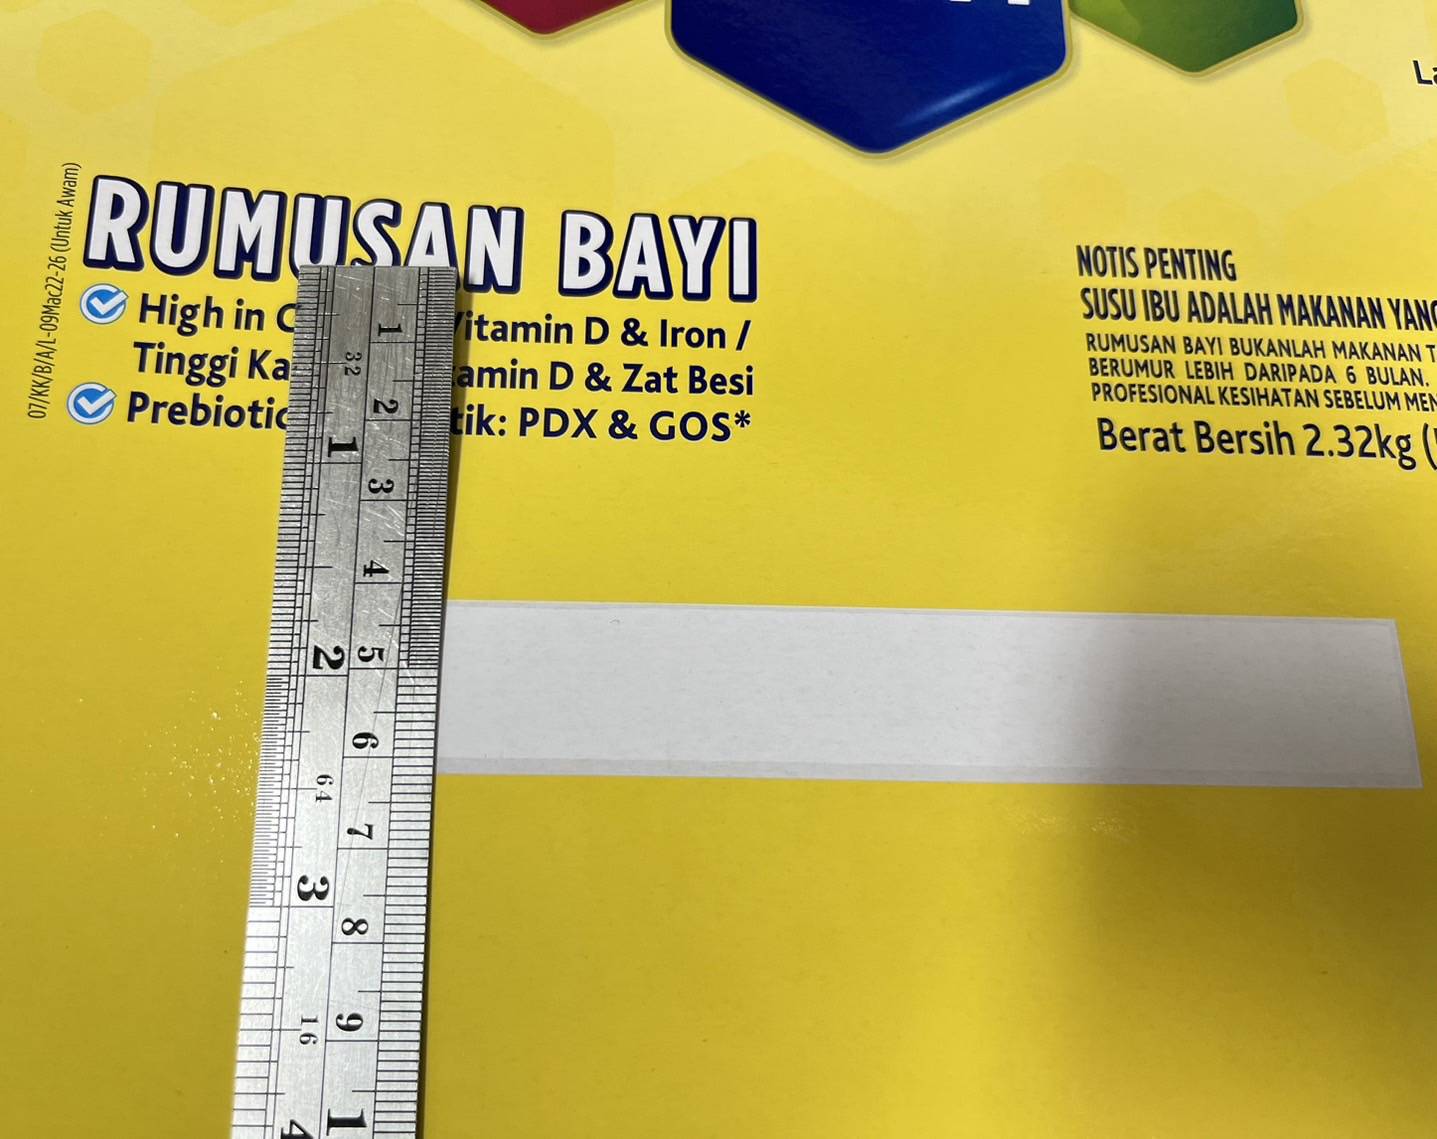 La
07/KK/B/A/L-09Mac22-26 (Untuk Awam)
RUMUSAN BAYI
High in C Vitamin D & Iron /
Tinggi Ka tamin D & Zat Besi
Prebiotic tik: PDX & GOS*
NOTIS PENTING
SUSU IBU ADALAH MAKANAN YANG
RUMUSAN BAYI BUKANLAH MAKANAN T
BERUMUR LEBIH DARIPADA 6 BULAN.
PROFESIONAL KESIHATAN SEBELUM MEN
Berat Bersih 2.32kg (
1
32
2
1
3
4
2
5
6
64
7
3
8
9
16
1
4